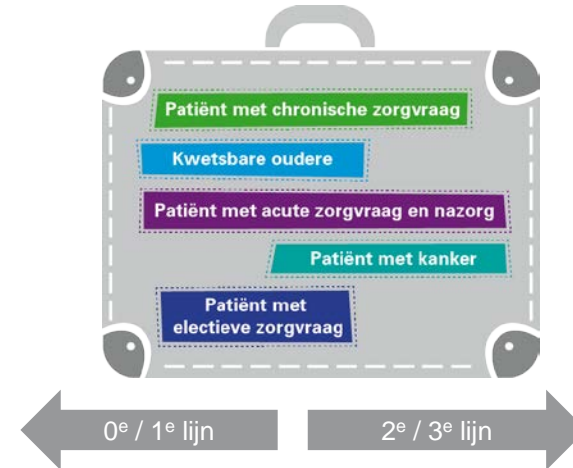 Patiënt met chronische zorgvraag
Kwetsbare oudere
Patiënt met acute zorgvraag en nazorg
Patiënt met kanker
Patiënt met
electieve zorgvraag
0ᵉ / 1ᵉ lijn
2ᵉ / 3ᵉ lijn